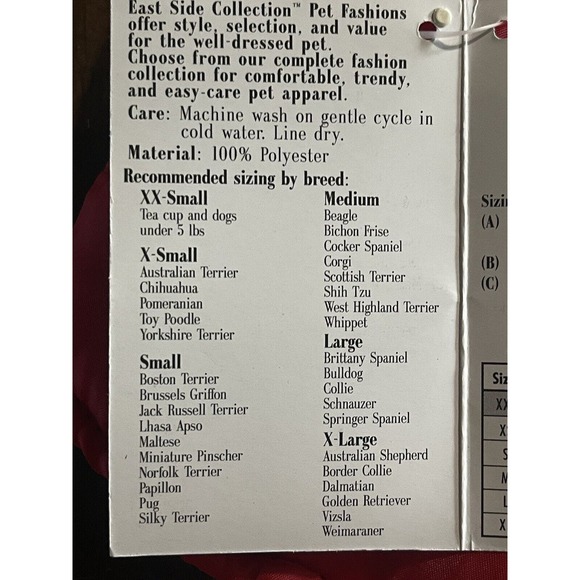 East Side Collection™ Pet Fashions
offer style, selection, and value
for the well-dressed pet.
Choose from our complete fashion
collection for comfortable, trendy,
and easy-care pet apparel.
Care: Machine wash on gentle cycle in
cold water. Line dry.
Material: 100% Polyester
Recommended sizing by breed:
XX-Small
Tea cup and dogs
under 5 lbs
X-Small
Australian Terrier
Chihuahua
Pomeranian
Toy Poodle
Yorkshire Terrier
Small
Boston Terrier
Brussels Griffon
Jack Russell Terrier
Lhasa Apso
Maltese
Miniature Pinscher
Norfolk Terrier
Papillon
Pug
Silky Terrier
Medium
Beagle
Bichon Frise
Cocker Spaniel
Corgi
Scottish Terrier
Shih Tzu
West Highland Terrier
Whippet
Large
Brittany Spaniel
Bulldog
Collie
Schnauzer
Springer Spaniel
X-Large
Australian Shepherd
Border Collie
Dalmatian
Golden Retriever
Vizsla
Weimaraner
(A)
(B)
(C)